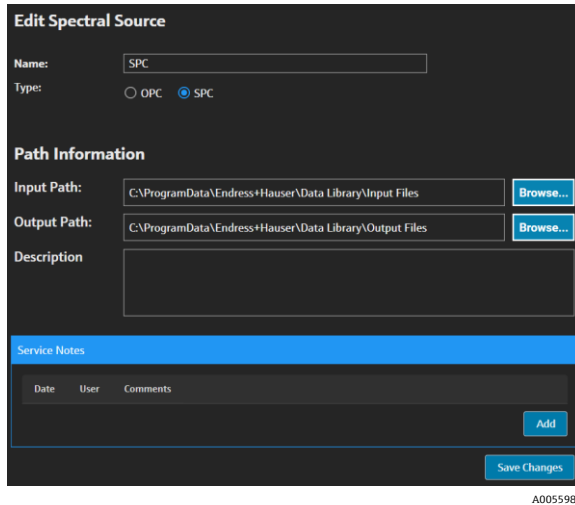 Edit Spectral Source
Name: SPC
Type: OPC SPC
Path Information
Input Path: C:\ProgramData\Endress+Hauser\Data Library\Input Files Browse...
Output Path: C:\ProgramData\Endress+Hauser\Data Library\Output Files Browse...
Description
Service Notes
Date User Comments
Add
Save Changes
A005598